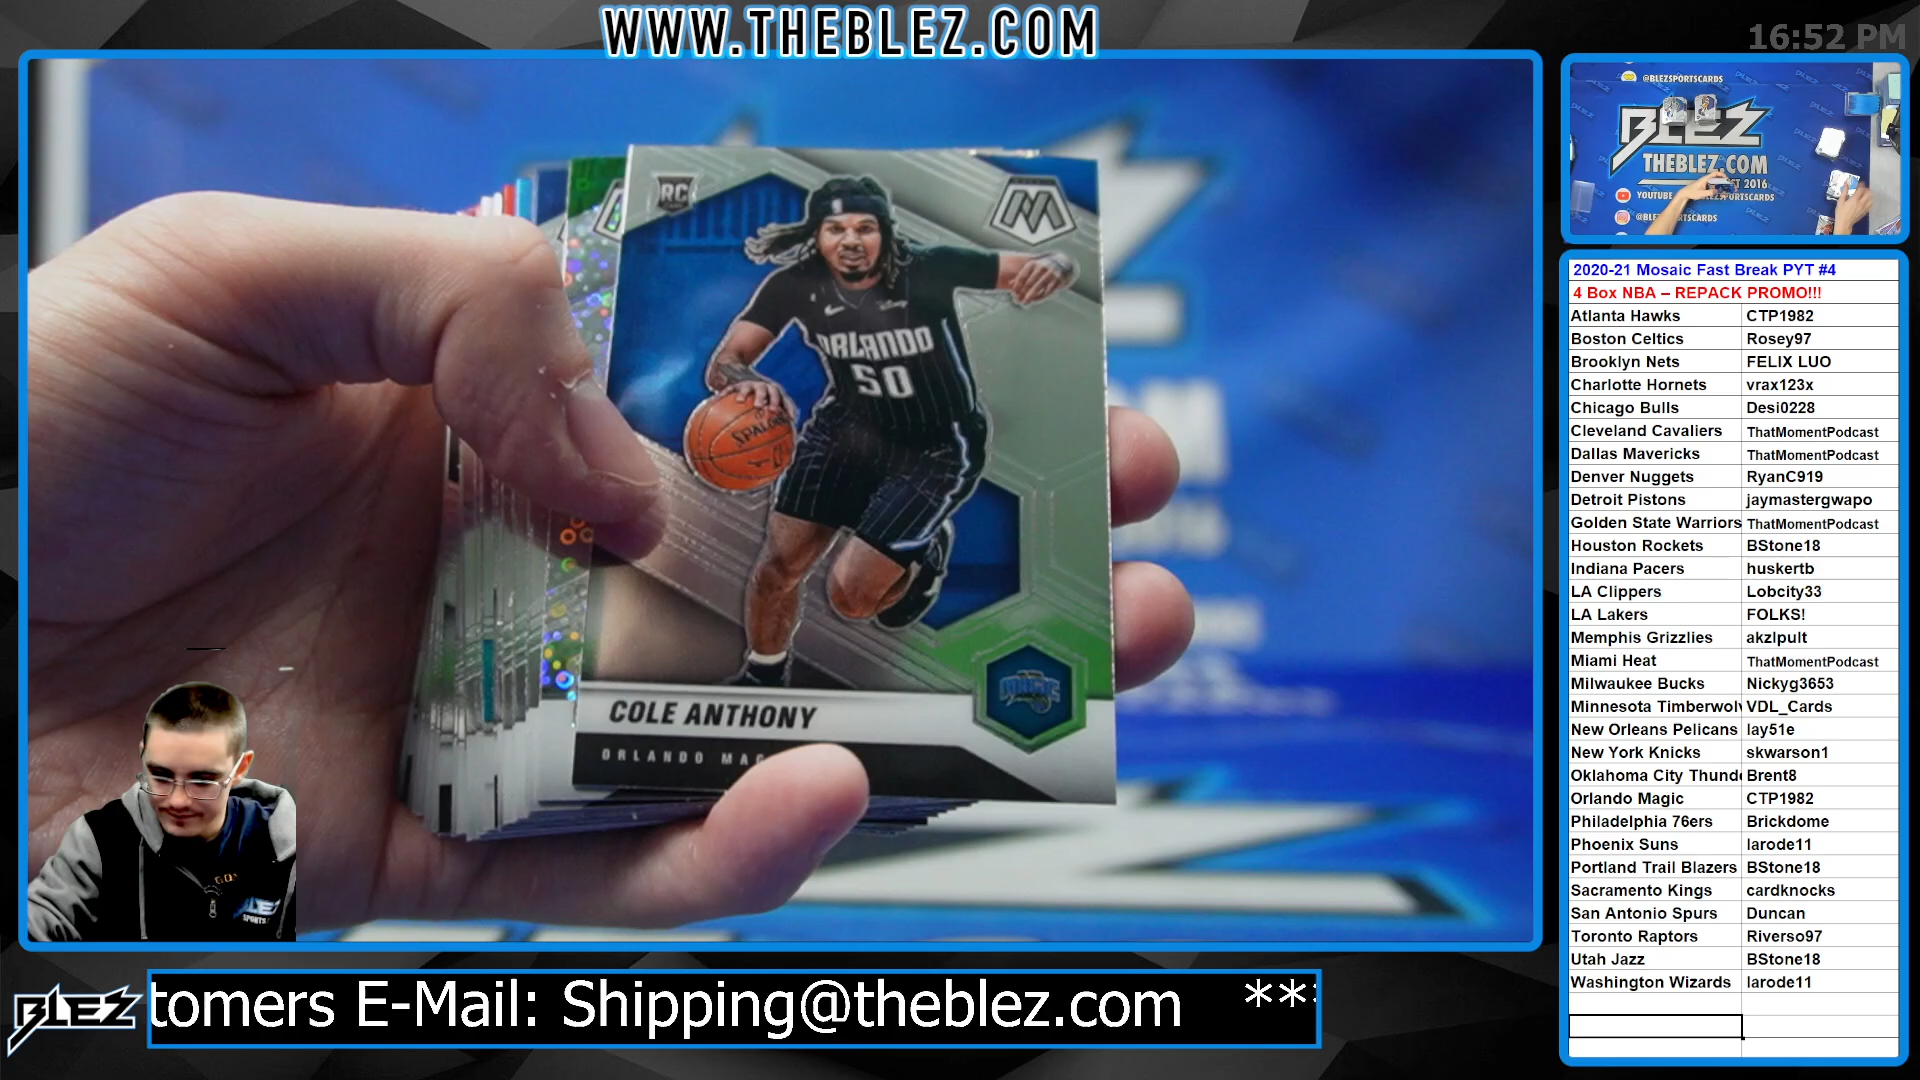 WWW.THEBLEZ.COM
16:52 PM
RC
ORLANDO
50
SPALDING
MAGIC
COLE ANTHONY
ORLANDO MAG
@BLEZSPORTSCARDS
BLEZ
THEBLEZ.COM
2016
YOUTUBE
2020-21 Mosaic Fast Break PYT #4
4 Box NBA – REPACK PROMO!!!
Atlanta Hawks CTP1982
Boston Celtics Rosey97
Brooklyn Nets FELIX LUO
Charlotte Hornets vrax123x
Chicago Bulls Desi0228
Cleveland Cavaliers ThatMomentPodcast
Dallas Mavericks ThatMomentPodcast
Denver Nuggets RyanC919
Detroit Pistons jaymastergwapo
Golden State Warriors ThatMomentPodcast
Houston Rockets BStone18
Indiana Pacers huskertb
LA Clippers Lobcity33
LA Lakers FOLKS!
Memphis Grizzlies akzlpult
Miami Heat ThatMomentPodcast
Milwaukee Bucks Nickyg3653
Minnesota Timberwolv VDL_Cards
New Orleans Pelicans lay51e
New York Knicks skwarson1
Oklahoma City Thunde Brent8
Orlando Magic CTP1982
Philadelphia 76ers Brickdome
Phoenix Suns larode11
Portland Trail Blazers BStone18
Sacramento Kings cardknocks
San Antonio Spurs Duncan
Toronto Raptors Riverso97
Utah Jazz BStone18
Washington Wizards larode11
BLEZ
tomers E-Mail: Shipping@theblez.com ***